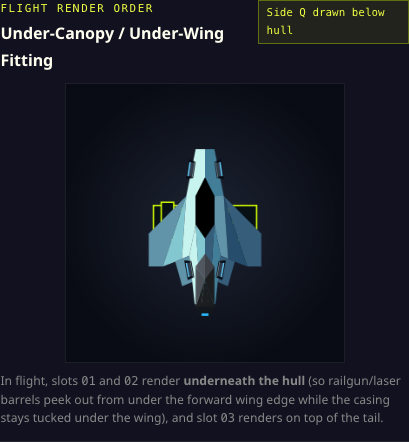 FLIGHT RENDER ORDER
Under-Canopy / Under-Wing
Fitting
Side Q drawn below
hull
In flight, slots 01 and 02 render underneath the hull (so railgun/laser
barrels peek out from under the forward wing edge while the casing
stays tucked under the wing), and slot 03 renders on top of the tail.